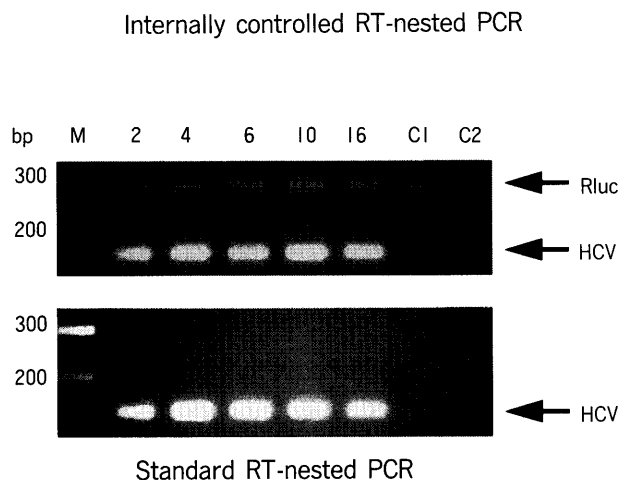 Internally controlled RT-nested PCR
bp M 2 4 6 10 16 C1 C2
300
Rluc
200
HCV
300
200
HCV
Standard RT-nested PCR